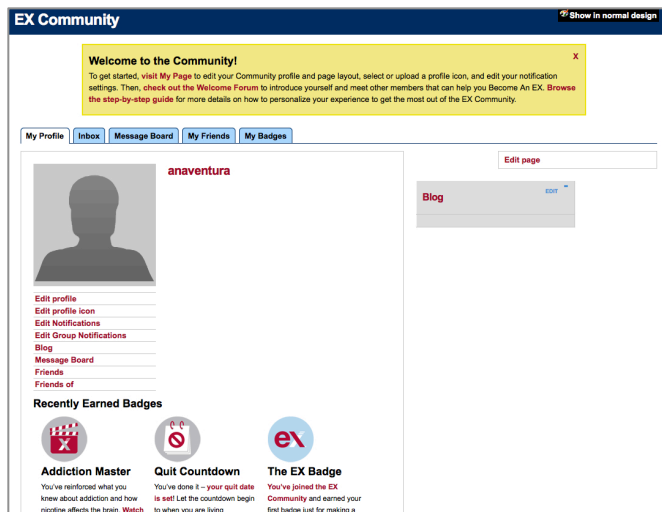 EX Community
Show in normal design
Welcome to the Community!
X
To get started, visit My Page to edit your Community profile and page layout, select or upload a profile icon, and edit your notification
settings. Then, check out the Welcome Forum to introduce yourself and meet other members that can help you Become An EX. Browse
the step-by-step guide for more details on how to personalize your experience to get the most out of the EX Community.
My Profile
Inbox
Message Board
My Friends
My Badges
anaventura
Edit page
Blog
EDIT
Edit profile
Edit profile icon
Edit Notifications
Edit Group Notifications
Blog
Message Board
Friends
Friends of
Recently Earned Badges
X
ex
Addiction Master
Quit Countdown
The EX Badge
You've reinforced what you
knew about addiction and how
nicotine affects the brain. Watch
You've done it – your quit date
is set! Let the countdown begin
to when you are living
You've joined the EX
Community and earned your
first badge just for making a